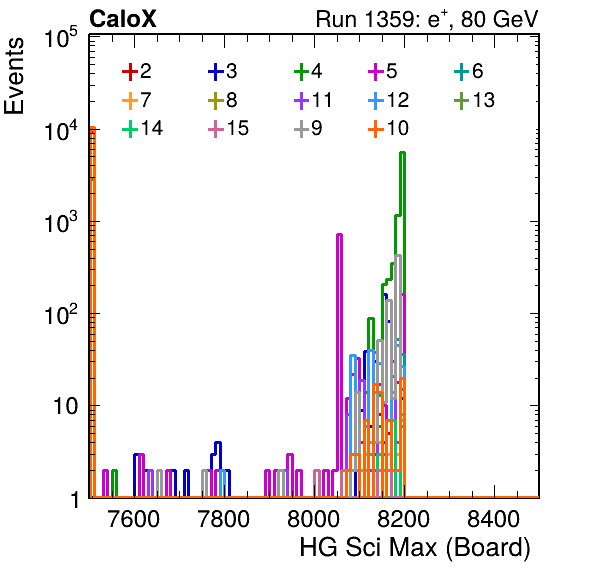 CaloX Run 1359: e⁺, 80 GeV
Events
10⁵
10⁴
10³
10²
10
1
2 3 4 5 6
7 8 11 12 13
14 15 9 10
7600 7800 8000 8200 8400
HG Sci Max (Board)